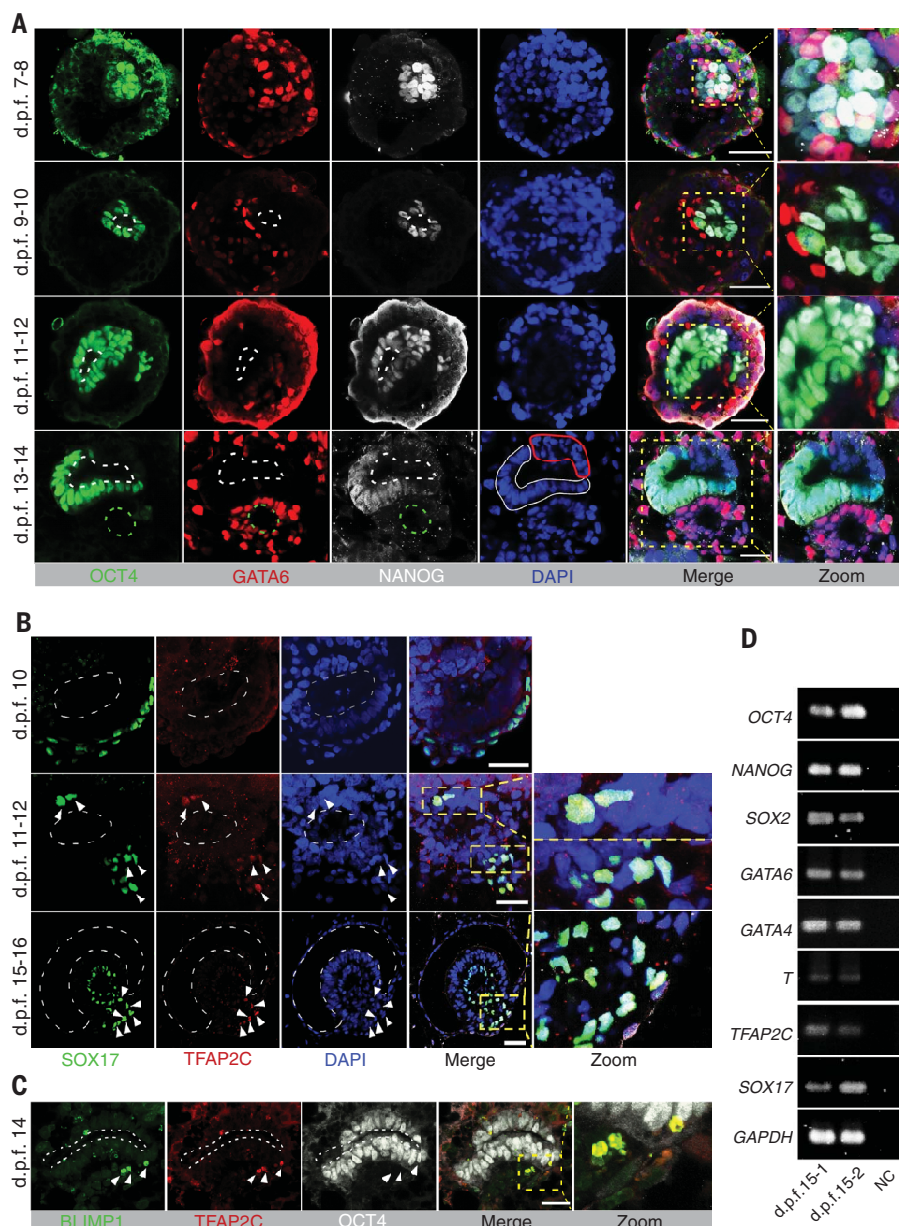 A
d.p.f. 7-8
d.p.f. 9-10
d.p.f. 11-12
d.p.f. 13-14
OCT4 GATA6 NANOG DAPI Merge Zoom
B
d.p.f. 10
d.p.f. 11-12
d.p.f. 15-16
SOX17 TFAP2C DAPI Merge Zoom
C
d.p.f. 14
BLIMP1 TFAP2C OCT4 Merge Zoom
D
OCT4
NANOG
SOX2
GATA6
GATA4
T
TFAP2C
SOX17
GAPDH
d.p.f.15-1
d.p.f.15-2
NC